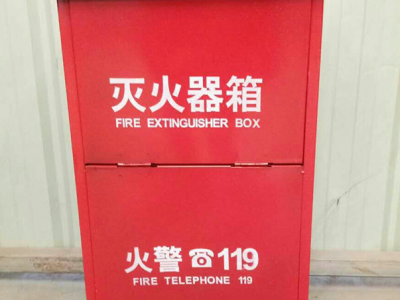 灭火器箱
FIRE EXTINGUISHER BOX
火警☎119
FIRE TELEPHONE 119